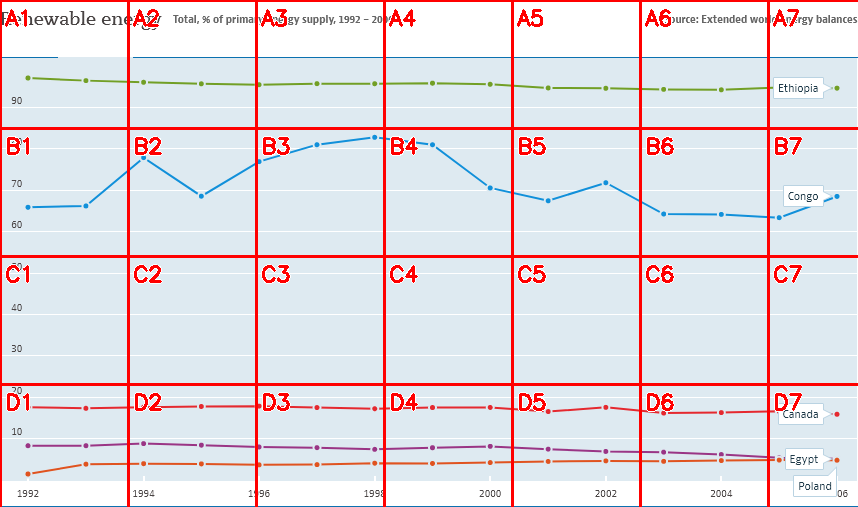 Renewable energy Total, % of primary energy supply, 1992 – 2006 Source: Extended world energy balances
A1 A2 A3 A4 A5 A6 A7
Ethiopia
90
B1 B2 B3 B4 B5 B6 B7
70
Congo
60
C1 C2 C3 C4 C5 C6 C7
40
30
20
D1 D2 D3 D4 D5 D6 D7
Canada
10
Egypt
Poland
1992 1994 1996 1998 2000 2002 2004 06